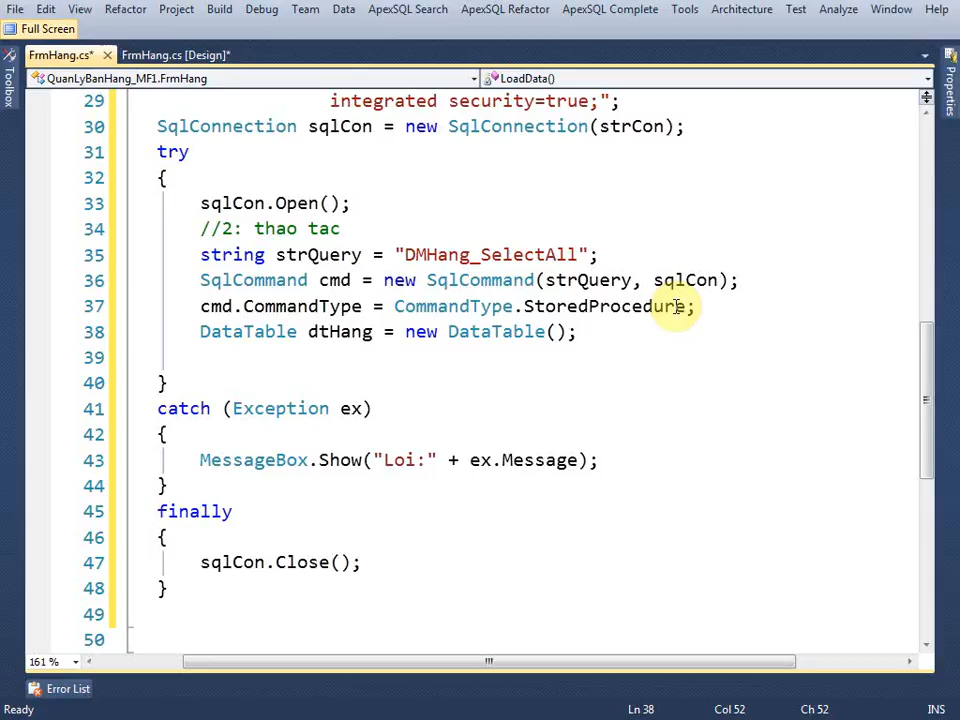 File Edit View Refactor Project Build Debug Team Data ApexSQL Search ApexSQL Refactor ApexSQL Complete Tools Architecture Test Analyze Window Help
Full Screen
FrmHang.cs* FrmHang.cs [Design]*
Toolbox
Properties
QuanLyBanHang_MF1.FrmHang LoadData()
29 integrated security=true;";
30 SqlConnection sqlCon = new SqlConnection(strCon);
31 try
32 {
33 sqlCon.Open();
34 //2: thao tac
35 string strQuery = "DMHang_SelectAll";
36 SqlCommand cmd = new SqlCommand(strQuery, sqlCon);
37 cmd.CommandType = CommandType.StoredProcedure;
38 DataTable dtHang = new DataTable();
39
40 }
41 catch (Exception ex)
42 {
43 MessageBox.Show("Loi:" + ex.Message);
44 }
45 finally
46 {
47 sqlCon.Close();
48 }
49
50
161 %
Error List
Ready Ln 38 Col 52 Ch 52 INS